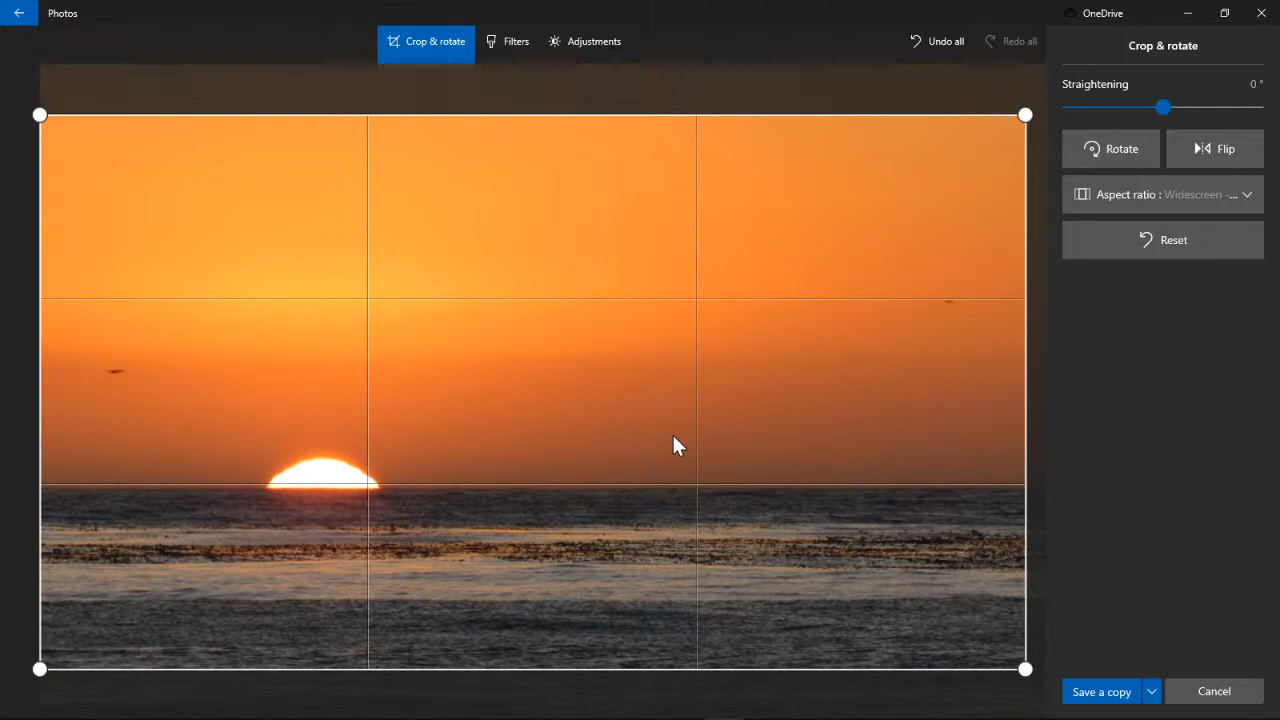 Photos
OneDrive
Crop & rotate
Filters
Adjustments
Undo all
Redo all
Crop & rotate
Straightening
0 °
Rotate
Flip
Aspect ratio : Widescreen -...
Reset
Save a copy
Cancel